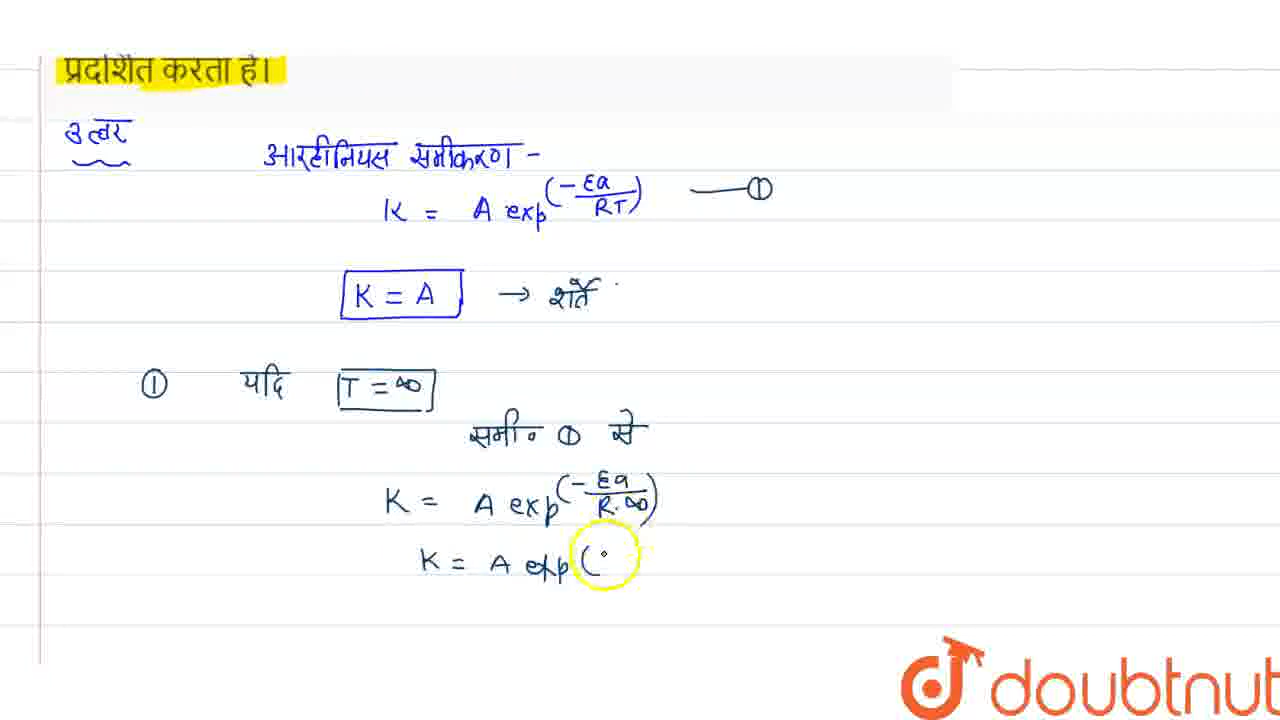 प्रदर्शित करता है।
उत्तर
आरहीनियस समीकरण -
K = A exp(-Ea/RT) —①
K = A → शर्ते
① यदि T = ∞
समी० ① से
K = A exp(-Ea/R.∞)
K = A exp(
doubtnut